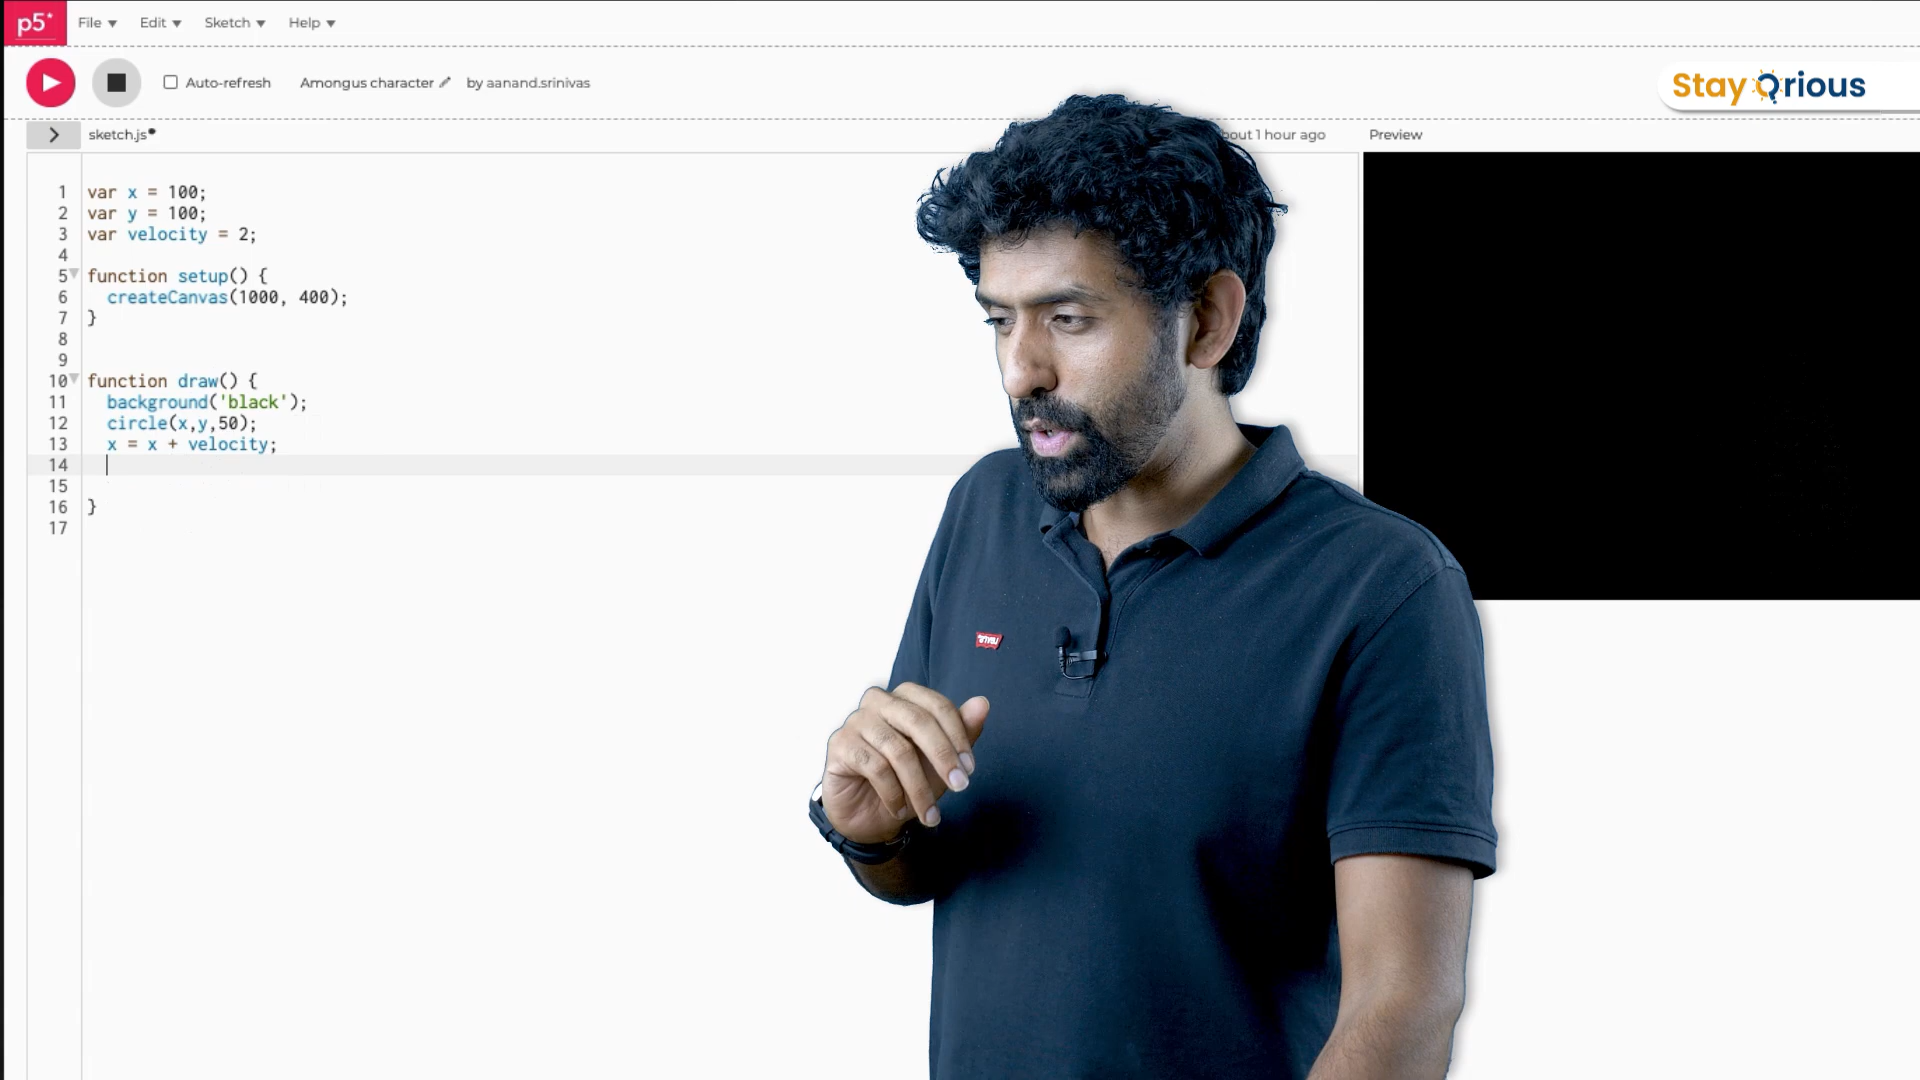 p5* File Edit Sketch Help
Auto-refresh Amongus character by aanand.srinivas
Stay Qrious
sketch.js
1 hour ago
Preview
1 var x = 100;
2 var y = 100;
3 var velocity = 2;
4
5 function setup() {
6 createCanvas(1000, 400);
7 }
8
9
10 function draw() {
11 background('black');
12 circle(x,y,50);
13 x = x + velocity;
14
15
16 }
17